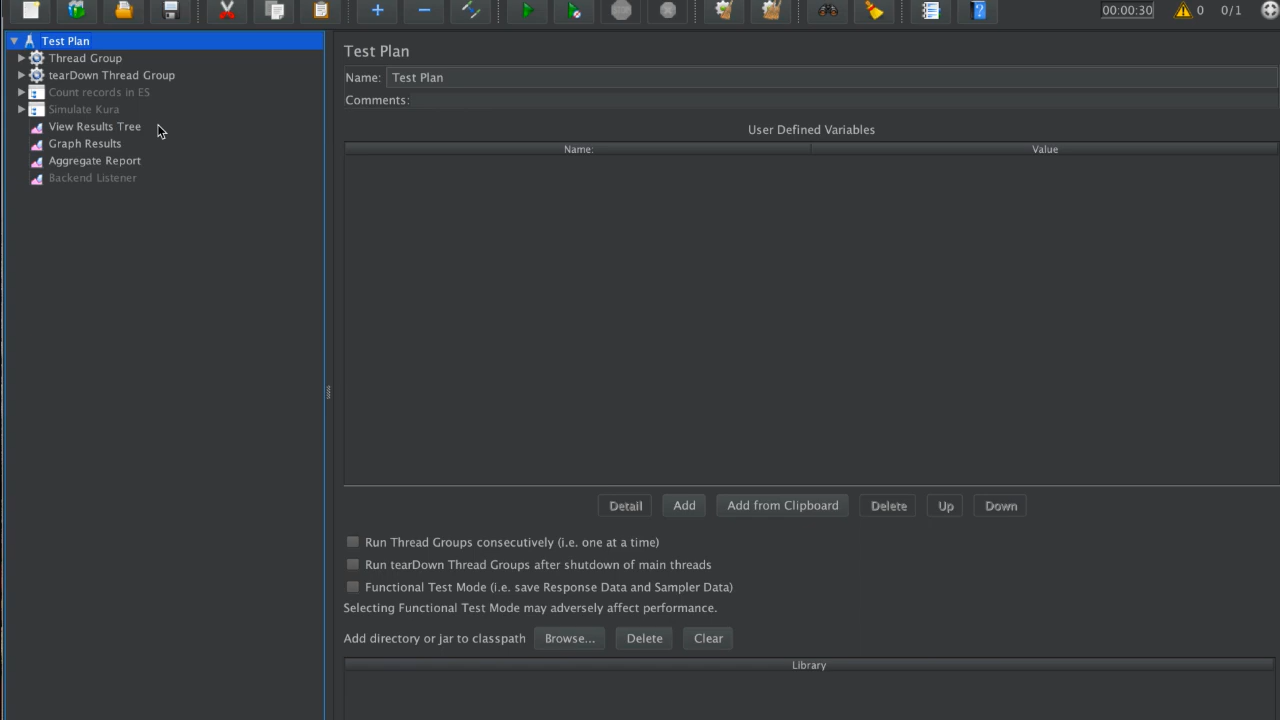 00:00:30 0 0/1
Test Plan
Thread Group
tearDown Thread Group
Count records in ES
Simulate Kura
View Results Tree
Graph Results
Aggregate Report
Backend Listener
Test Plan
Name: Test Plan
Comments:
User Defined Variables
Name: Value
Detail Add Add from Clipboard Delete Up Down
Run Thread Groups consecutively (i.e. one at a time)
Run tearDown Thread Groups after shutdown of main threads
Functional Test Mode (i.e. save Response Data and Sampler Data)
Selecting Functional Test Mode may adversely affect performance.
Add directory or jar to classpath Browse... Delete Clear
Library